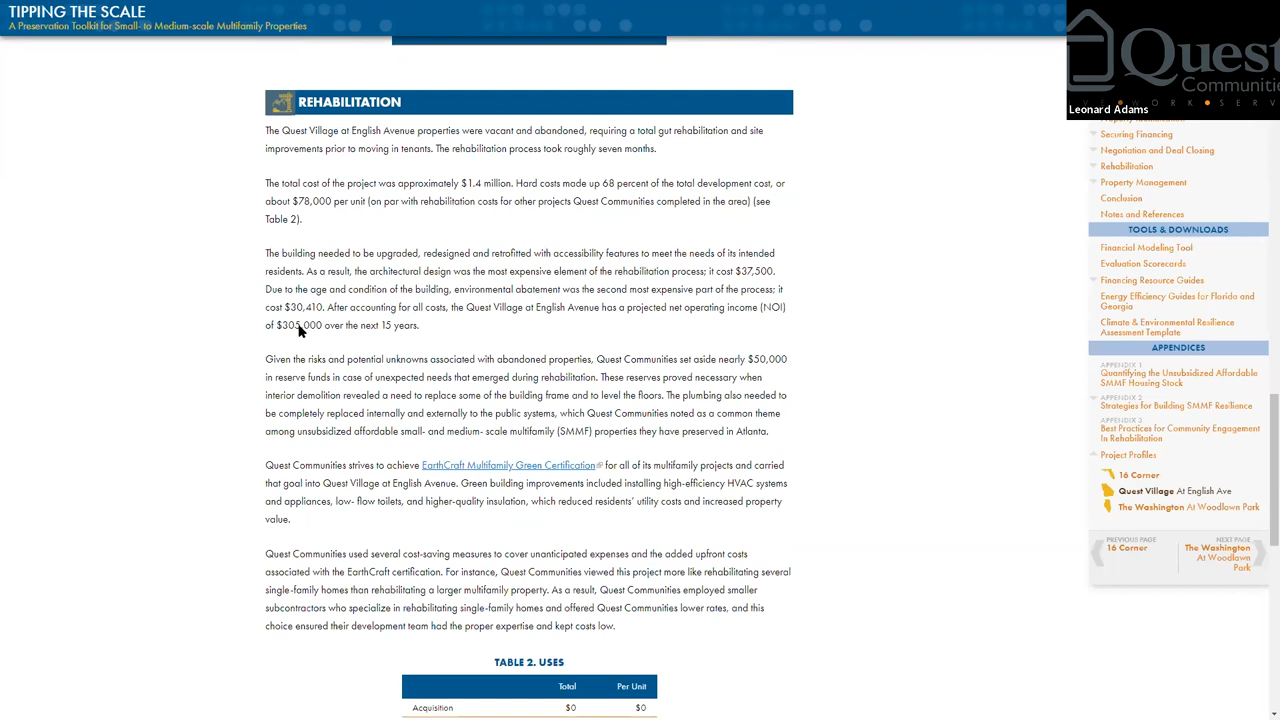 TIPPING THE SCALE
A Preservation Toolkit for Small- to Medium-scale Multifamily Properties
Quest
Communiti
Leonard Adams
V E • W O R K • S E R V
REHABILITATION
The Quest Village at English Avenue properties were vacant and abandoned, requiring a total gut rehabilitation and site
improvements prior to moving in tenants. The rehabilitation process took roughly seven months.
The total cost of the project was approximately $1.4 million. Hard costs made up 68 percent of the total development cost, or
about $78,000 per unit (on par with rehabilitation costs for other projects Quest Communities completed in the area) (see
Table 2).
The building needed to be upgraded, redesigned and retrofitted with accessibility features to meet the needs of its intended
residents. As a result, the architectural design was the most expensive element of the rehabilitation process; it cost $37,500.
Due to the age and condition of the building, environmental abatement was the second most expensive part of the process; it
cost $30,410. After accounting for all costs, the Quest Village at English Avenue has a projected net operating income (NOI)
of $305,000 over the next 15 years.
Given the risks and potential unknowns associated with abandoned properties, Quest Communities set aside nearly $50,000
in reserve funds in case of unexpected needs that emerged during rehabilitation. These reserves proved necessary when
interior demolition revealed a need to replace some of the building frame and to level the floors. The plumbing also needed to
be completely replaced internally and externally to the public systems, which Quest Communities noted as a common theme
among unsubsidized affordable small- and medium- scale multifamily (SMMF) properties they have preserved in Atlanta.
Quest Communities strives to achieve EarthCraft Multifamily Green Certification for all of its multifamily projects and carried
that goal into Quest Village at English Avenue. Green building improvements included installing high-efficiency HVAC systems
and appliances, low- flow toilets, and higher-quality insulation, which reduced residents' utility costs and increased property
value.
Quest Communities used several cost-saving measures to cover unanticipated expenses and the added upfront costs
associated with the EarthCraft certification. For instance, Quest Communities viewed this project more like rehabilitating several
single-family homes than rehabilitating a larger multifamily property. As a result, Quest Communities employed smaller
subcontractors who specialize in rehabilitating single-family homes and offered Quest Communities lower rates, and this
choice ensured their development team had the proper expertise and kept costs low.
TABLE 2. USES
Total Per Unit
Acquisition $0 $0
Securing Financing
Negotiation and Deal Closing
Rehabilitation
Property Management
Conclusion
Notes and References
TOOLS & DOWNLOADS
Financial Modeling Tool
Evaluation Scorecards
Financing Resource Guides
Energy Efficiency Guides for Florida and
Georgia
Climate & Environmental Resilience
Assessment Template
APPENDICES
APPENDIX 1
Quantifying the Unsubsidized Affordable
SMMF Housing Stock
APPENDIX 2
Strategies for Building SMMF Resilience
APPENDIX 3
Best Practices for Community Engagement
In Rehabilitation
Project Profiles
16 Corner
Quest Village At English Ave
The Washington At Woodlawn Park
PREVIOUS PAGE
16 Corner
NEXT PAGE
The Washington
At Woodlawn
Park